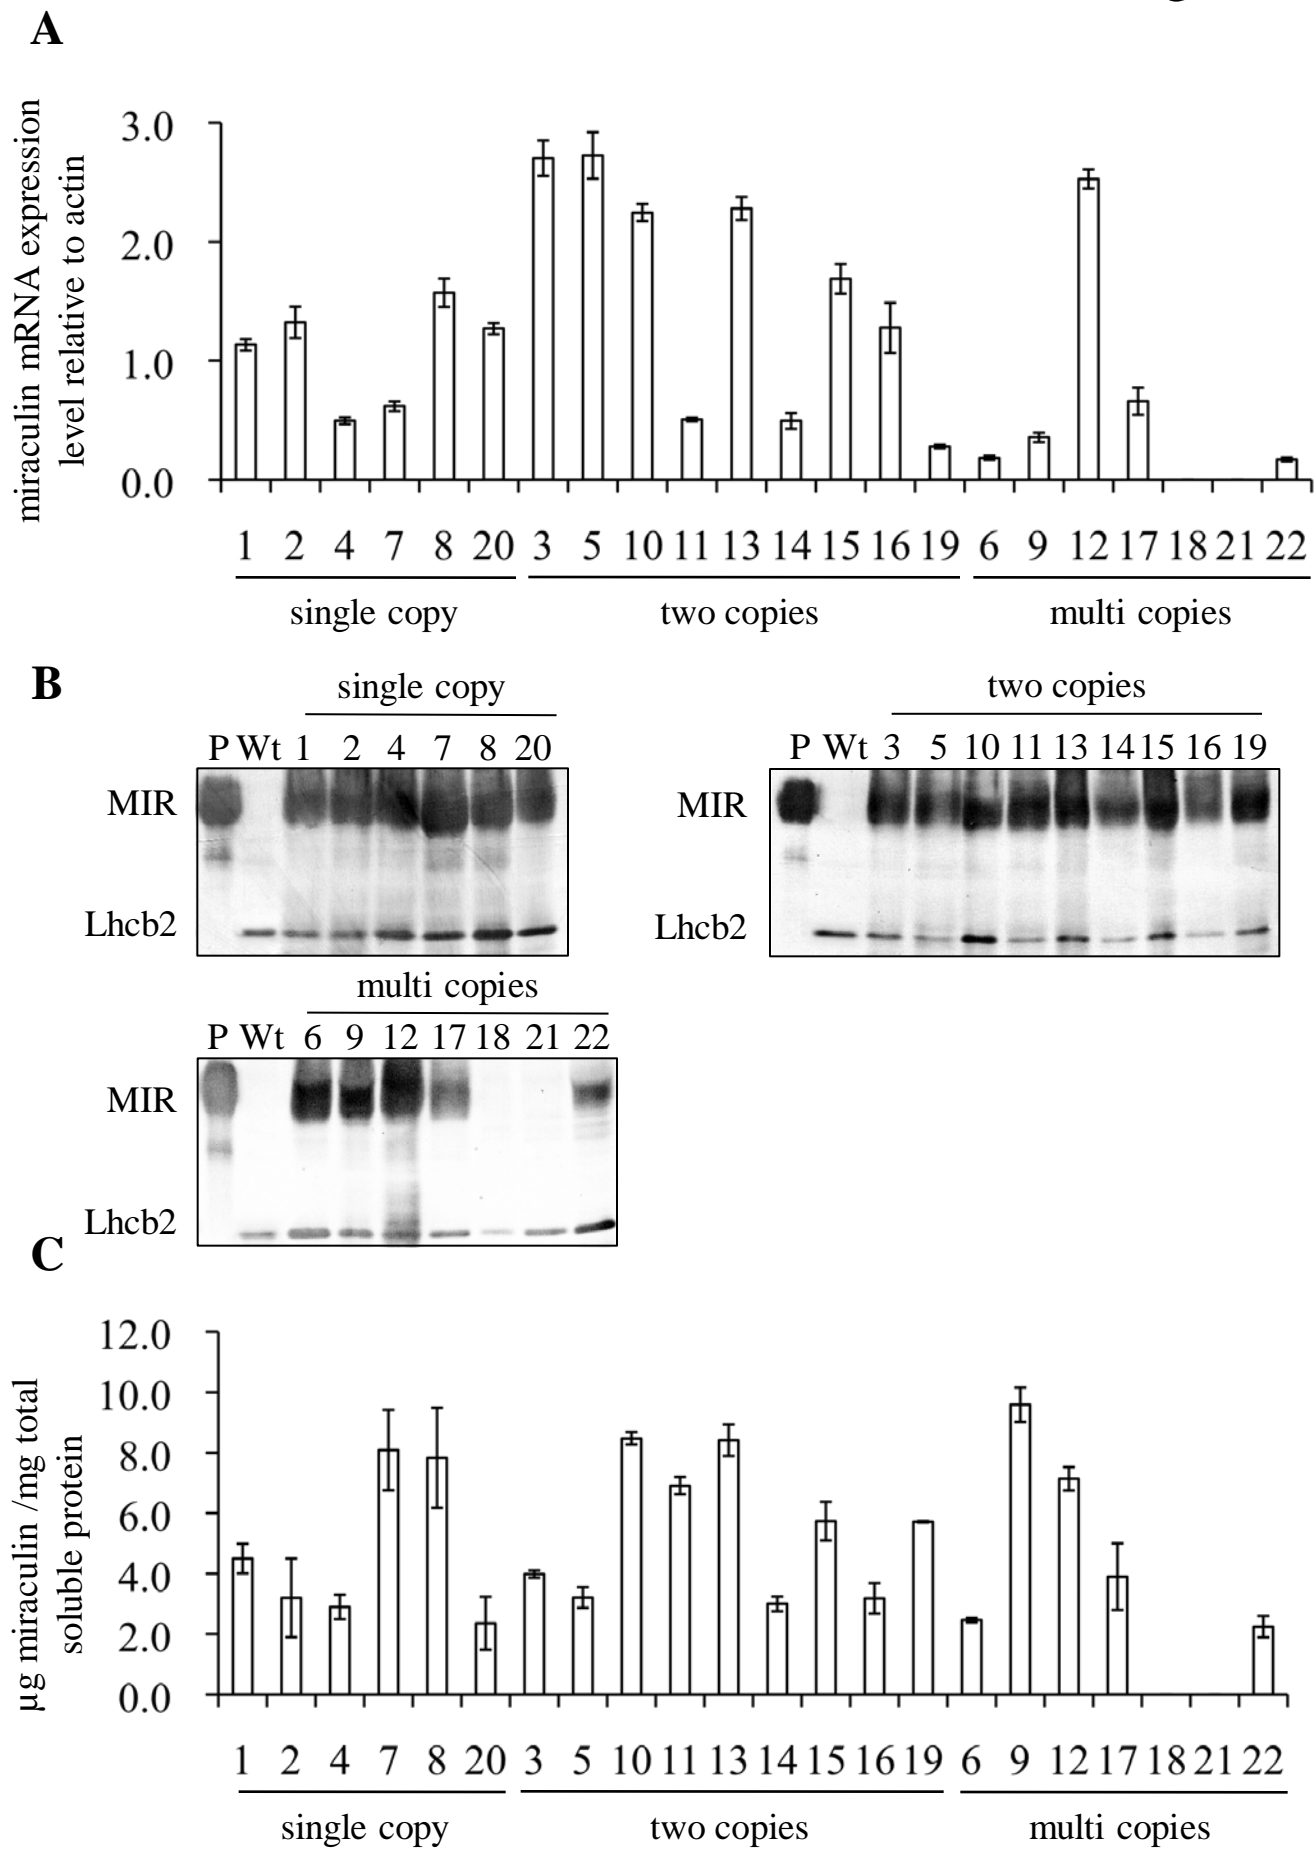 A
miraculin mRNA expression
level relative to actin
3.0
2.0
1.0
0.0
1 2 4 7 8 20 3 5 10 11 13 14 15 16 19 6 9 12 17 18 21 22
single copy two copies multi copies
B
single copy
P Wt 1 2 4 7 8 20
MIR
Lhcb2
two copies
P Wt 3 5 10 11 13 14 15 16 19
MIR
Lhcb2
multi copies
P Wt 6 9 12 17 18 21 22
MIR
Lhcb2
C
µg miraculin /mg total
soluble protein
12.0
10.0
8.0
6.0
4.0
2.0
0.0
1 2 4 7 8 20 3 5 10 11 13 14 15 16 19 6 9 12 17 18 21 22
single copy two copies multi copies